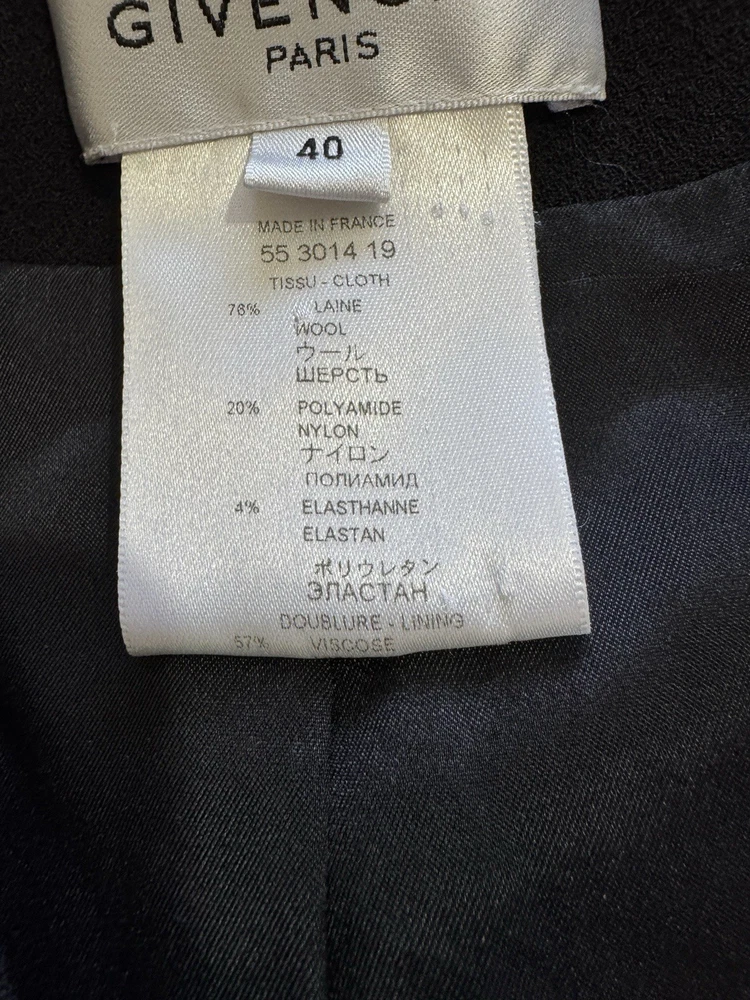 GIVENC
PARIS
40
MADE IN FRANCE
55 3014 19
TISSU - CLOTH
76% LAINE
WOOL
ウール
ШЕРСТЬ
20% POLYAMIDE
NYLON
ナイロン
ПОЛИАМИД
4% ELASTHANNE
ELASTAN
ポリウレタン
ЭЛАСТАН
DOUBLURE - LINING
57% VISCOSE